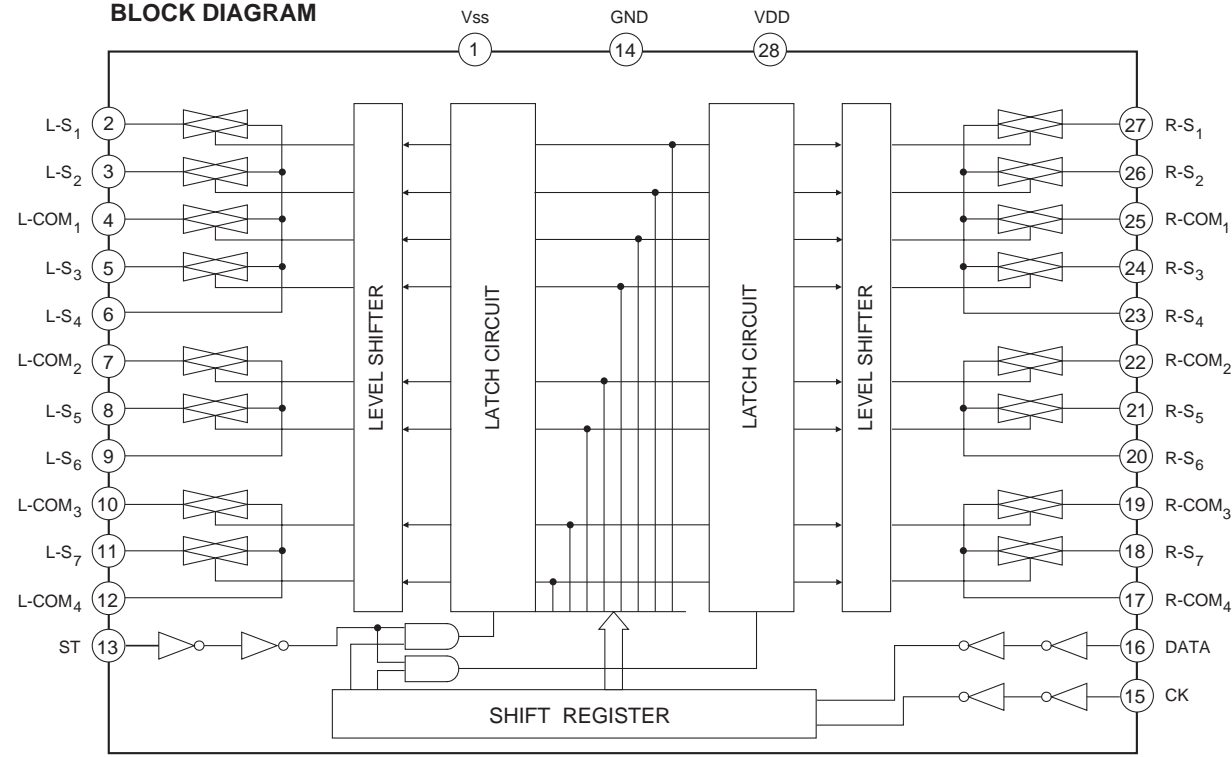 BLOCK DIAGRAM
Vss GND VDD
1 14 28
L-S1 2 27 R-S1
L-S2 3 26 R-S2
L-COM1 4 25 R-COM1
L-S3 5 24 R-S3
L-S4 6 23 R-S4
L-COM2 7 22 R-COM2
L-S5 8 21 R-S5
L-S6 9 20 R-S6
L-COM3 10 19 R-COM3
L-S7 11 18 R-S7
L-COM4 12 17 R-COM4
ST 13 16 DATA
15 CK
LEVEL SHIFTER
LATCH CIRCUIT
LATCH CIRCUIT
LEVEL SHIFTER
SHIFT REGISTER